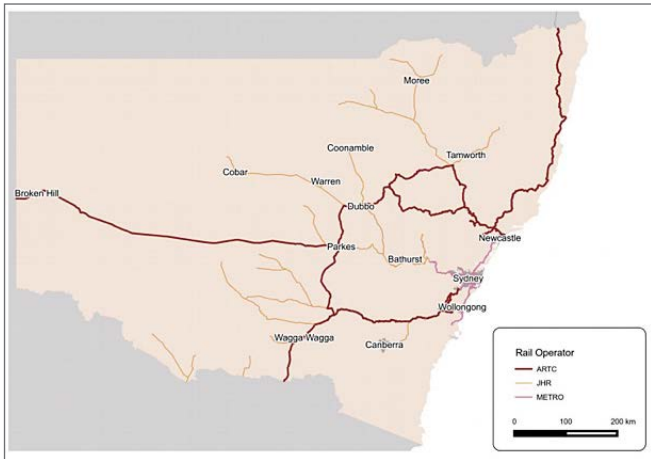 Moree
Coonamble
Tamworth
Cobar
Warren
Broken Hill
Dubbo
Newcastle
Parkes
Bathurst
Sydney
Wollongong
Wagga Wagga
Canberra
Rail Operator
ARTC
JHR
METRO
0 100 200 km